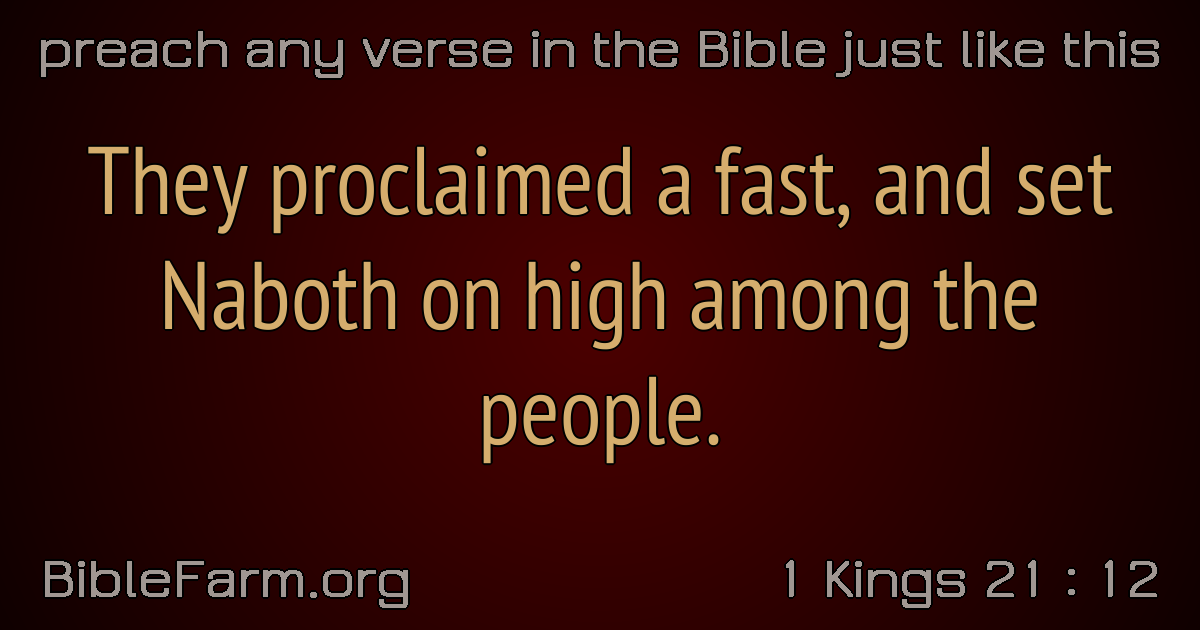 preach any verse in the Bible just like this
They proclaimed a fast, and set
Naboth on high among the
people.
BibleFarm.org
1 Kings 21 : 12